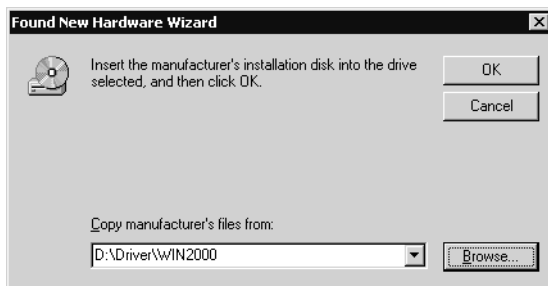 Found New Hardware Wizard
Insert the manufacturer's installation disk into the drive
selected, and then click OK.
OK
Cancel
Copy manufacturer's files from:
D:\Driver\WIN2000
Browse...